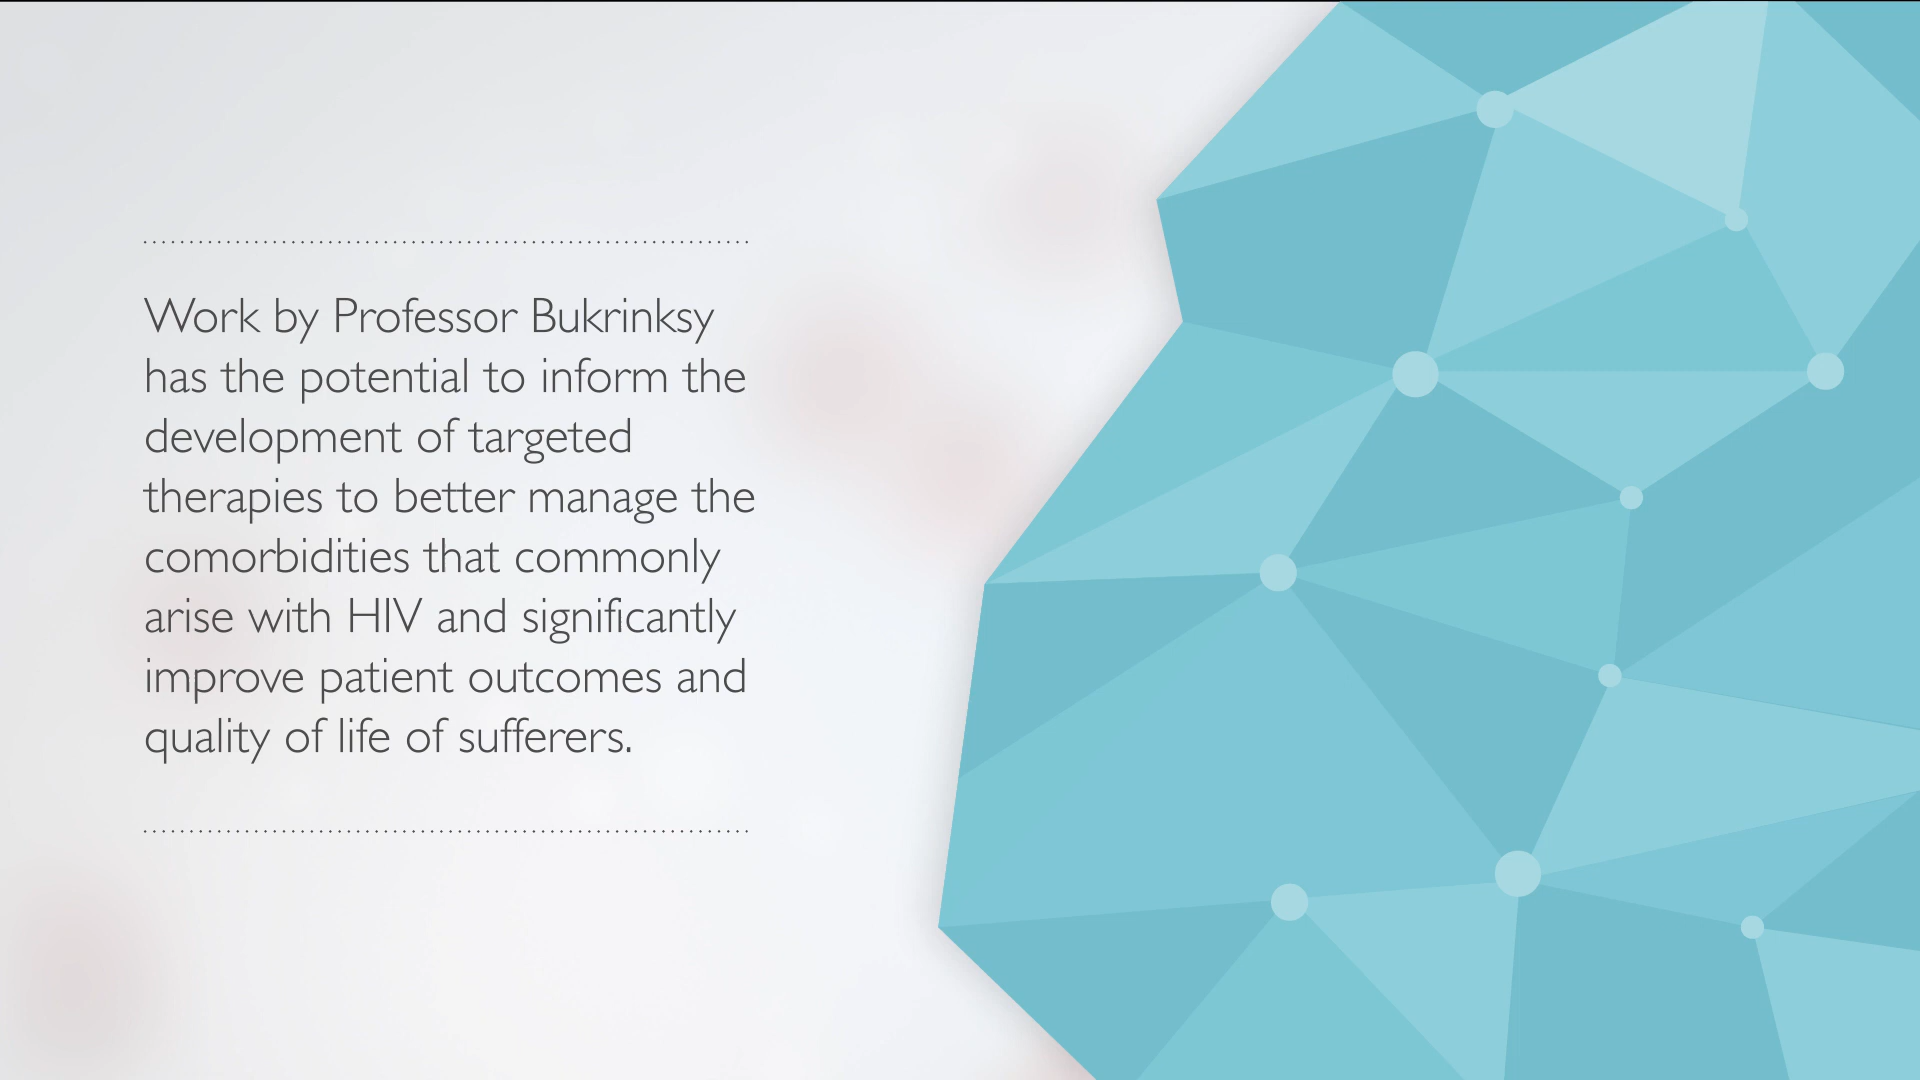 Work by Professor Bukrinksy
has the potential to inform the
development of targeted
therapies to better manage the
comorbidities that commonly
arise with HIV and significantly
improve patient outcomes and
quality of life of sufferers.